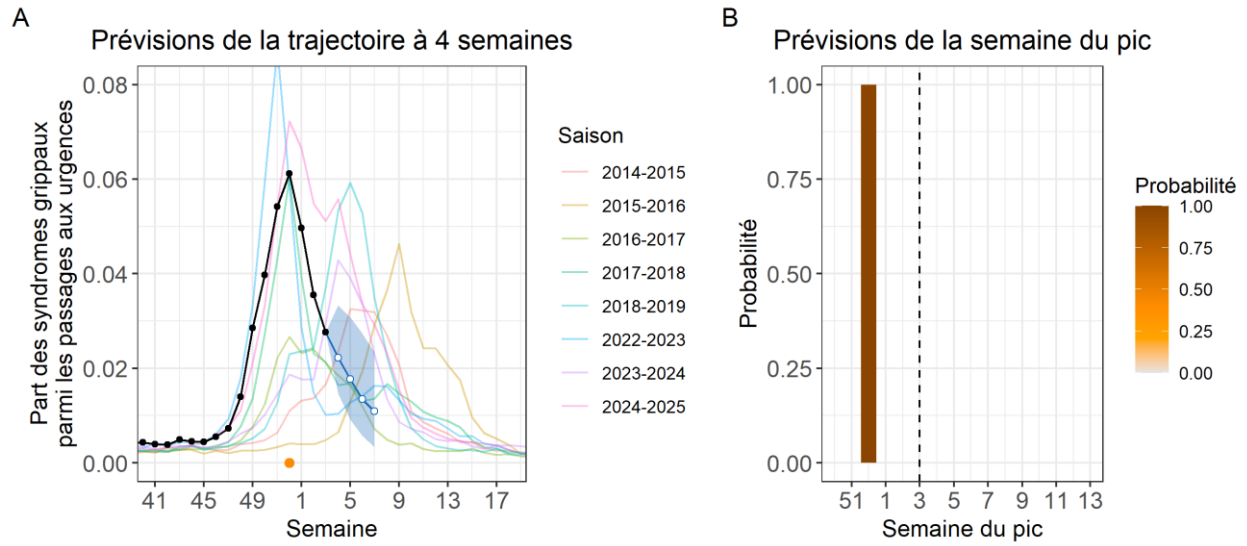 A
Prévisions de la trajectoire à 4 semaines
Part des syndromes grippaux
parmi les passages aux urgences
0.08
0.06
0.04
0.02
0.00
41 45 49 1 5 9 13 17
Semaine
Saison
2014-2015
2015-2016
2016-2017
2017-2018
2018-2019
2022-2023
2023-2024
2024-2025
B
Prévisions de la semaine du pic
Probabilité
1.00
0.75
0.50
0.25
0.00
51 1 3 5 7 9 11 13
Semaine du pic
Probabilité
1.00
0.75
0.50
0.25
0.00